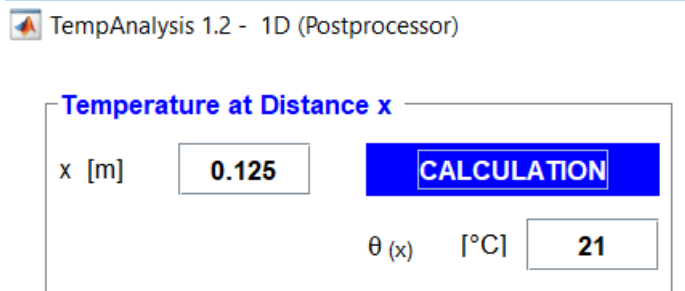 TempAnalysis 1.2 - 1D (Postprocessor)
Temperature at Distance x
x [m] 0.125 CALCULATION
θ (x) [°C] 21